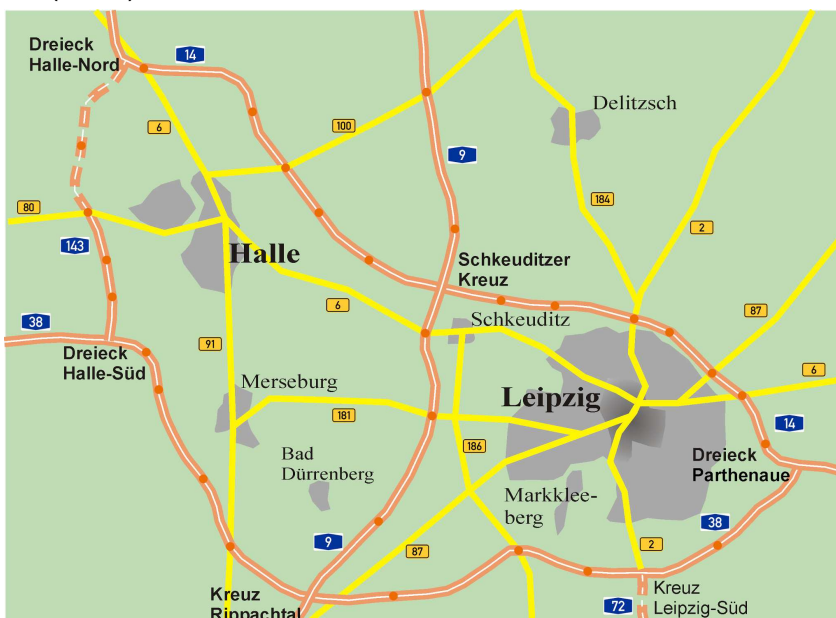 Dreieck
Halle-Nord
14
6
100
9
Delitzsch
184
2
80
143
Halle
Schkeuditzer
Kreuz
6
38
Schkeuditz
87
91
Dreieck
Halle-Süd
Merseburg
6
Leipzig
181
14
186
Bad
Dürrenberg
Dreieck
Parthenaue
Markklee-
berg
38
9
87
2
Kreuz
Rippachtal
Kreuz
Leipzig-Süd
72